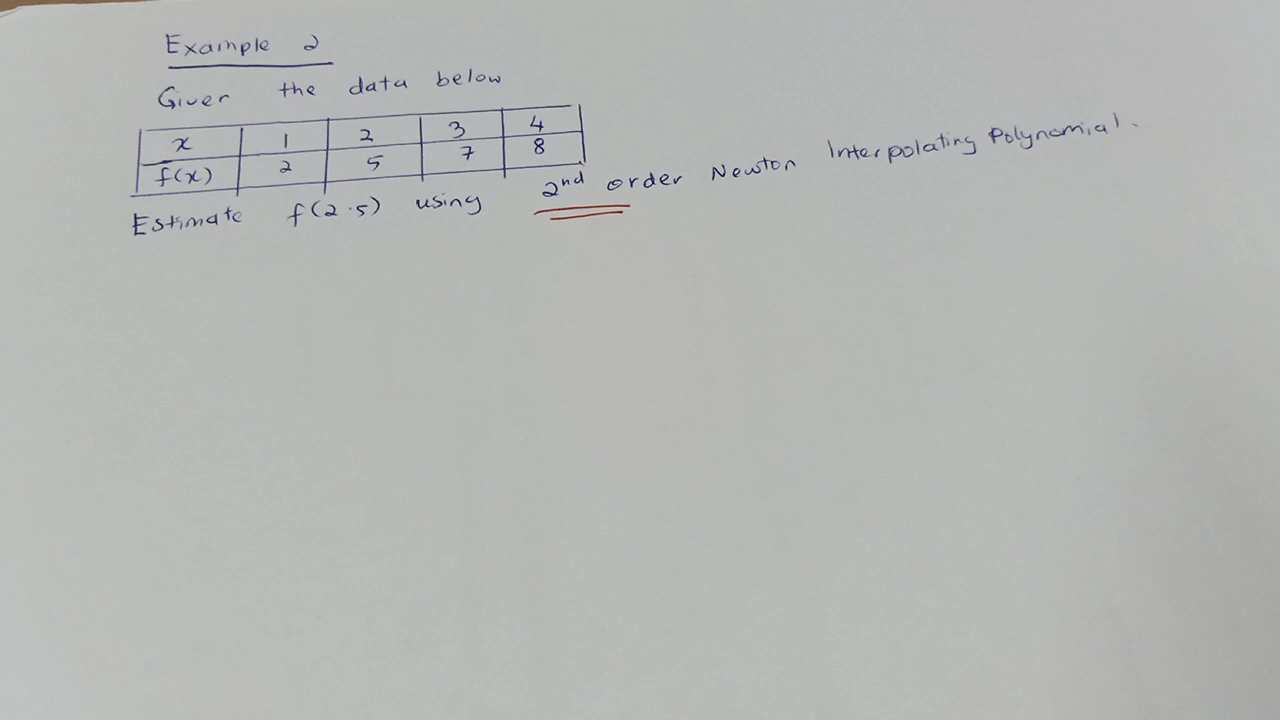 Example 2
Given the data below
x 1 2 3 4
f(x) 2 5 7 8
Estimate f(2.5) using 2nd order Newton Interpolating Polynomial.